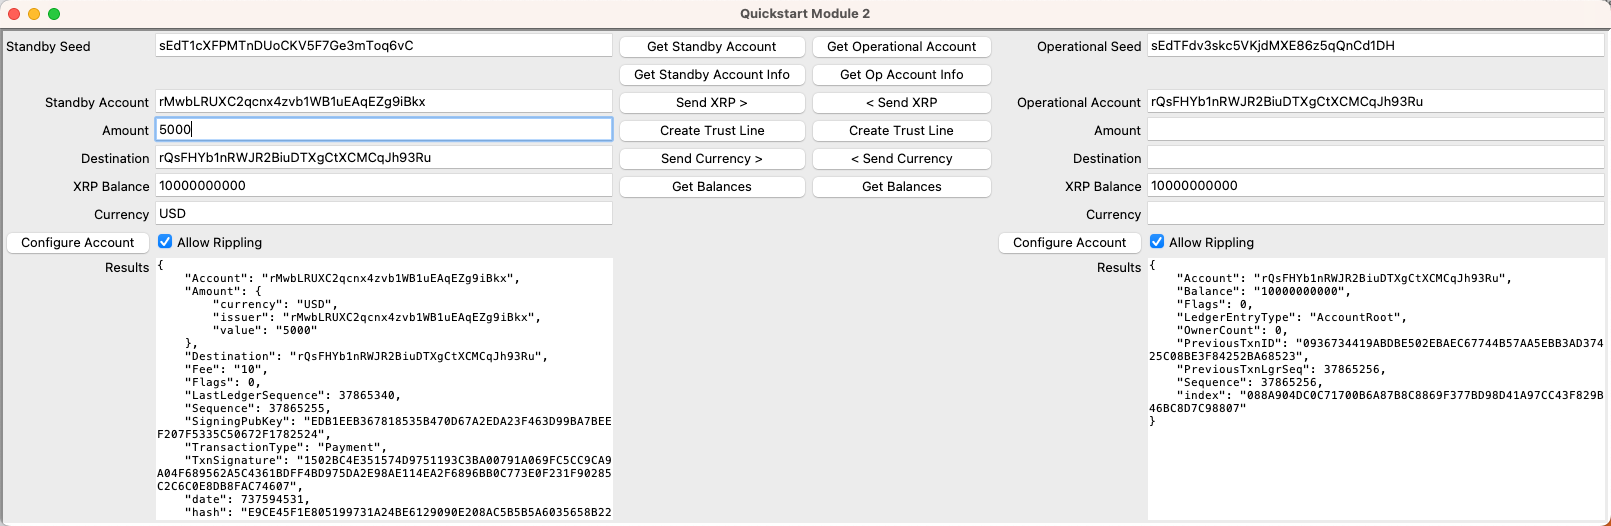 Quickstart Module 2
Standby Seed sEdT1cXFPMTnDUoCKV5F7Ge3mToq6vC Get Standby Account Get Operational Account Operational Seed sEdTFdv3skc5VKjdMXE86z5qQnCd1DH
Get Standby Account Info Get Op Account Info
Standby Account rMwbLRUXC2qcnx4zvb1WB1uEAqEZg9iBkx Send XRP > < Send XRP Operational Account rQsFHYb1nRWJR2BiuDTXgCtXCMCqJh93Ru
Amount 5000 Create Trust Line Create Trust Line Amount
Destination rQsFHYb1nRWJR2BiuDTXgCtXCMCqJh93Ru Send Currency > < Send Currency Destination
XRP Balance 10000000000 Get Balances Get Balances XRP Balance 10000000000
Currency USD Currency
Configure Account Allow Rippling Configure Account Allow Rippling
Results
{
"Account": "rMwbLRUXC2qcnx4zvb1WB1uEAqEZg9iBkx",
"Amount": {
"currency": "USD",
"issuer": "rMwbLRUXC2qcnx4zvb1WB1uEAqEZg9iBkx",
"value": "5000"
},
"Destination": "rQsFHYb1nRWJR2BiuDTXgCtXCMCqJh93Ru",
"Fee": "10",
"Flags": 0,
"LastLedgerSequence": 37865340,
"Sequence": 37865255,
"SigningPubKey": "EDB1EEB367818535B470D67A2EDA23F463D99BA7BEE
F207F5335C50672F1782524",
"TransactionType": "Payment",
"TxnSignature": "1502BC4E351574D9751193C3BA00791A069FC5CC9CA9
A04F689562A5C4361BDFF4BD975DA2E98AE114EA2F6896BB0C773E0F231F90285
C2C6C0E8DB8FAC74607",
"date": 737594531,
"hash": "E9CE45F1E805199731A24BE6129090E208AC5B5B5A6035658B22
Results
{
"Account": "rQsFHYb1nRWJR2BiuDTXgCtXCMCqJh93Ru",
"Balance": "10000000000",
"Flags": 0,
"LedgerEntryType": "AccountRoot",
"OwnerCount": 0,
"PreviousTxnID": "0936734419ABDBE502EBAEC67744B57AA5EBB3AD374
25C08BE3F84252BA68523",
"PreviousTxnLgrSeq": 37865256,
"Sequence": 37865256,
"index": "088A904DC0C71700B6A87B8C8869F377BD98D41A97CC43F829B
46BC8D7C98807"
}